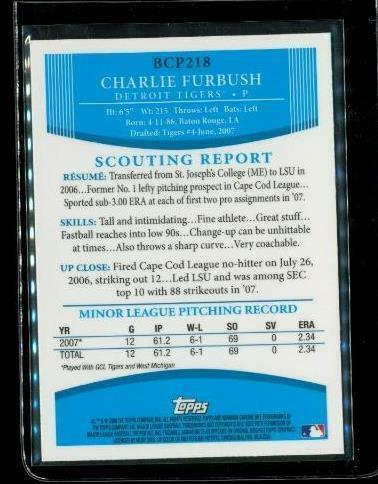 BCP218
CHARLIE FURBUSH
DETROIT TIGERS • P
Ht: 6'5" Wt: 215 Throws: Left Bats: Left
Born: 4-11-86, Baton Rouge, LA
Drafted: Tigers #4-June, 2007
SCOUTING REPORT
RÉSUMÉ: Transferred from St. Joseph's College (ME) to LSU in
2006...Former No. 1 lefty pitching prospect in Cape Cod League...
Sported sub-3.00 ERA at each of first two pro assignments in '07.
SKILLS: Tall and intimidating...Fine athlete...Great stuff...
Fastball reaches into low 90s...Change-up can be unhittable
at times...Also throws a sharp curve...Very coachable.
UP CLOSE: Fired Cape Cod League no-hitter on July 26,
2006, striking out 12...Led LSU and was among SEC
top 10 with 88 strikeouts in '07.
MINOR LEAGUE PITCHING RECORD
YR G IP W-L SO SV ERA
2007* 12 61.2 6-1 69 0 2.34
TOTAL 12 61.2 6-1 69 0 2.34
*Played With GCL Tigers and West Michigan
Topps